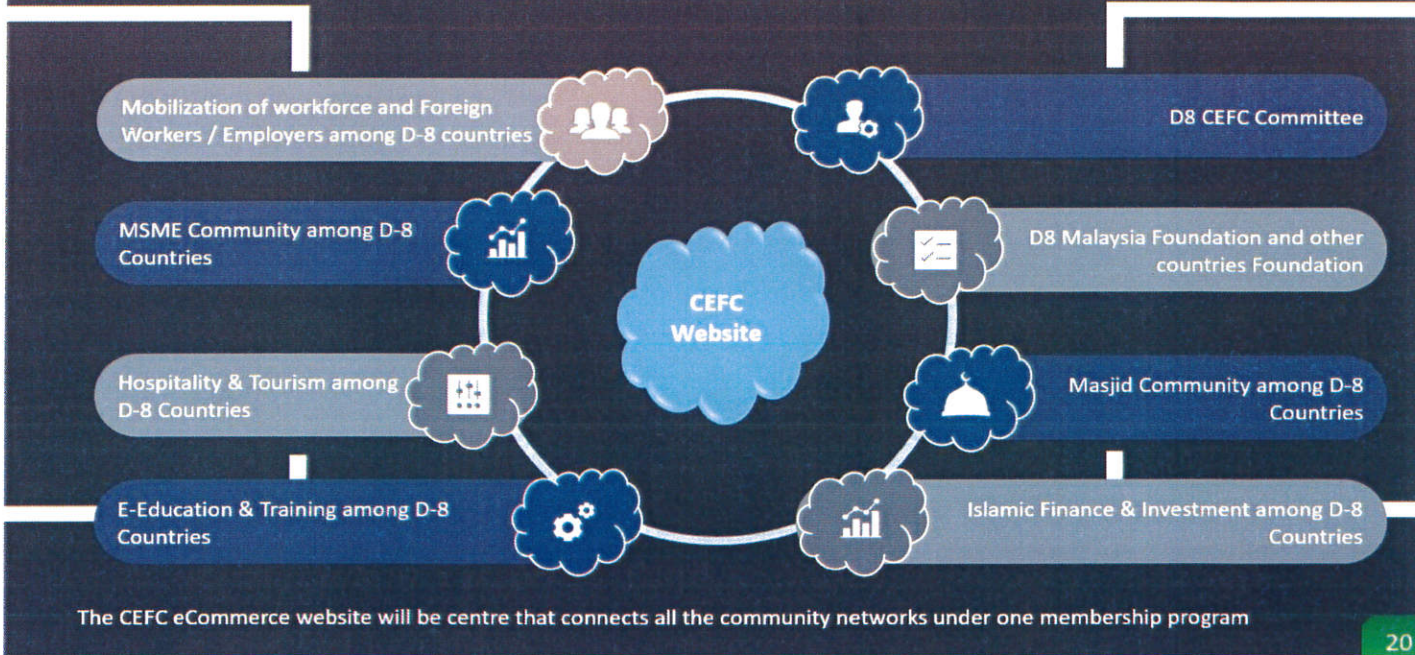 Mobilization of workforce and Foreign
Workers / Employers among D-8 countries
D8 CEFC Committee
MSME Community among D-8
Countries
D8 Malaysia Foundation and other
countries Foundation
CEFC
Website
Hospitality & Tourism among
D-8 Countries
Masjid Community among D-8
Countries
E-Education & Training among D-8
Countries
Islamic Finance & Investment among D-8
Countries
The CEFC eCommerce website will be centre that connects all the community networks under one membership program
20